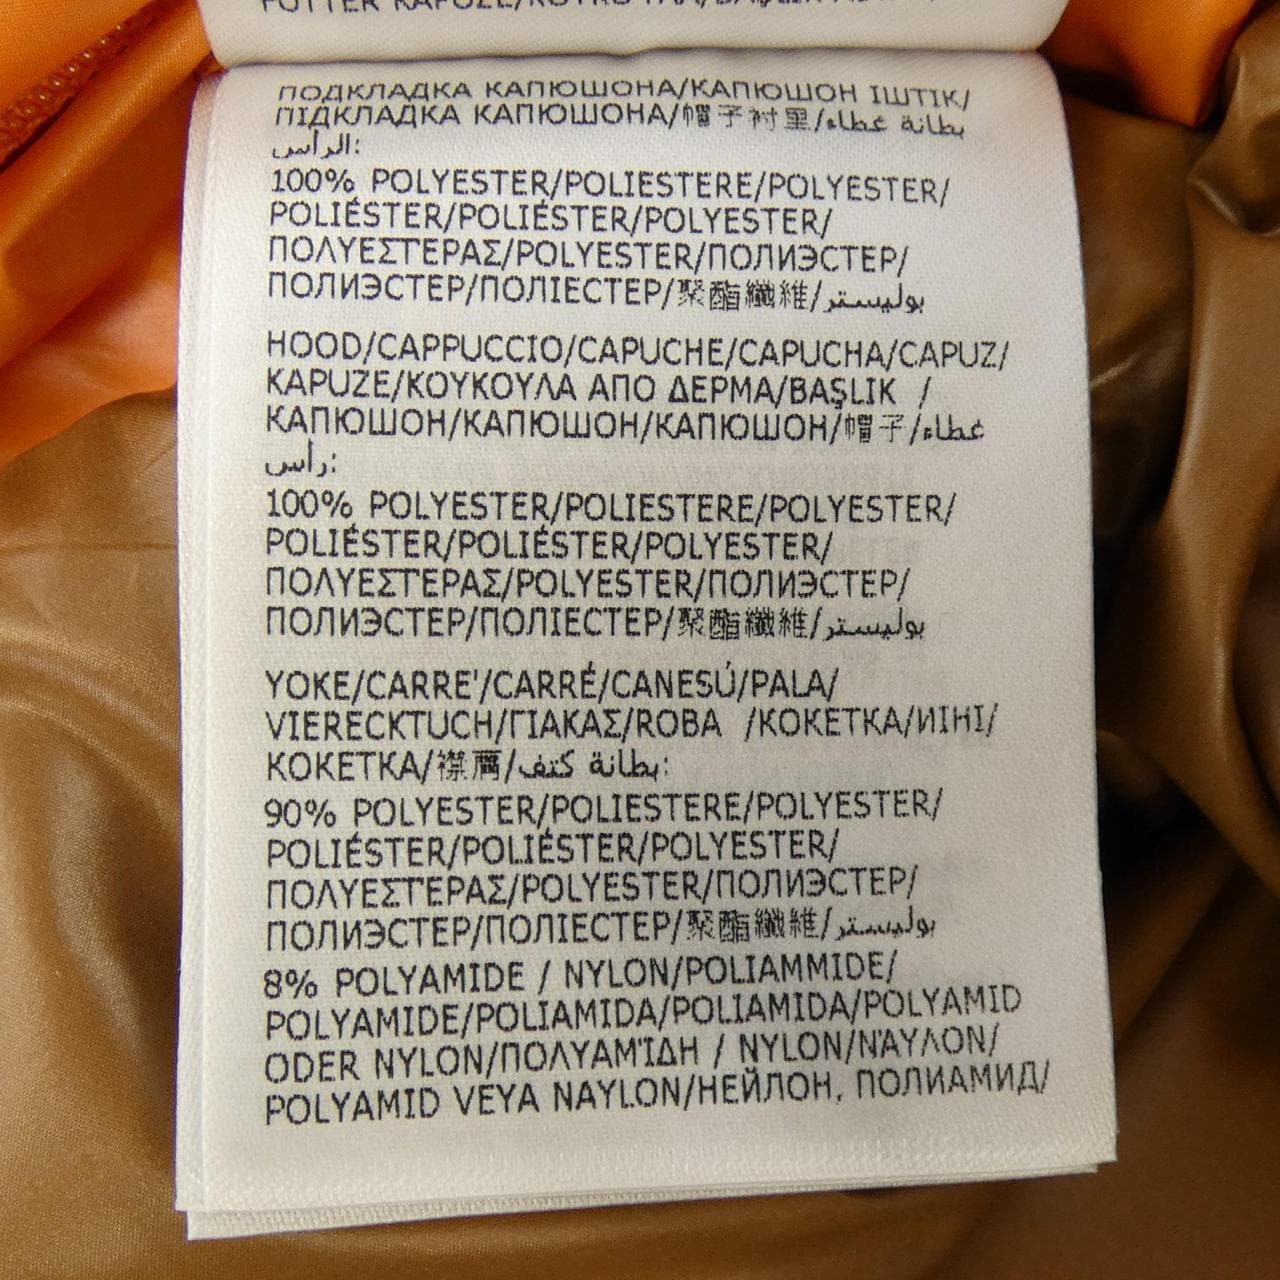 ПОДКЛАДКА КАПЮШОНА/КАПЮШОН ІШТІК/
ПІДКЛАДКА КАПЮШОНА/帽子衬里/بطانة غطاء
الرأس:
100% POLYESTER/POLIESTERE/POLYESTER/
POLIÉSTER/POLIÉSTER/POLYESTER/
ΠΟΛΥΕΣΤΕΡΑΣ/POLYESTER/ПОЛИЭСТЕР/
ПОЛИЭСТЕР/ПОЛІЕСТЕР/聚酯纖維/بوليستر
HOOD/CAPPUCCIO/CAPUCHE/CAPUCHA/CAPUZ/
KAPUZE/ΚΟΥΚΟΥΛΑ ΑΠΟ ΔΕΡΜΑ/BAŞLIK /
КАПЮШОН/КАПЮШОН/КАПЮШОН/帽子/غطاء
رأس:
100% POLYESTER/POLIESTERE/POLYESTER/
POLIÉSTER/POLIÉSTER/POLYESTER/
ΠΟΛΥΕΣΤΕΡΑΣ/POLYESTER/ПОЛИЭСТЕР/
ПОЛИЭСТЕР/ПОЛІЕСТЕР/聚酯纖維/بوليستر
YOKE/CARRE'/CARRÉ/CANESÚ/PALA/
VIERECKTUCH/ΓΙΑΚΑΣ/ROBA /КОКЕТКА/ИІНІ/
КОКЕТКА/襟膺/بطانة كتف:
90% POLYESTER/POLIESTERE/POLYESTER/
POLIÉSTER/POLIÉSTER/POLYESTER/
ΠΟΛΥΕΣΤΕΡΑΣ/POLYESTER/ПОЛИЭСТЕР/
ПОЛИЭСТЕР/ПОЛІЕСТЕР/聚酯纖維/بوليستر
8% POLYAMIDE / NYLON/POLIAMMIDE/
POLYAMIDE/POLIAMIDA/POLIAMIDA/POLYAMID
ODER NYLON/ΠΟΛΥΑΜΊΔΗ / NYLON/ΝΆΥΛΟΝ/
POLYAMID VEYA NAYLON/НЕЙЛОН, ПОЛИАМИД/